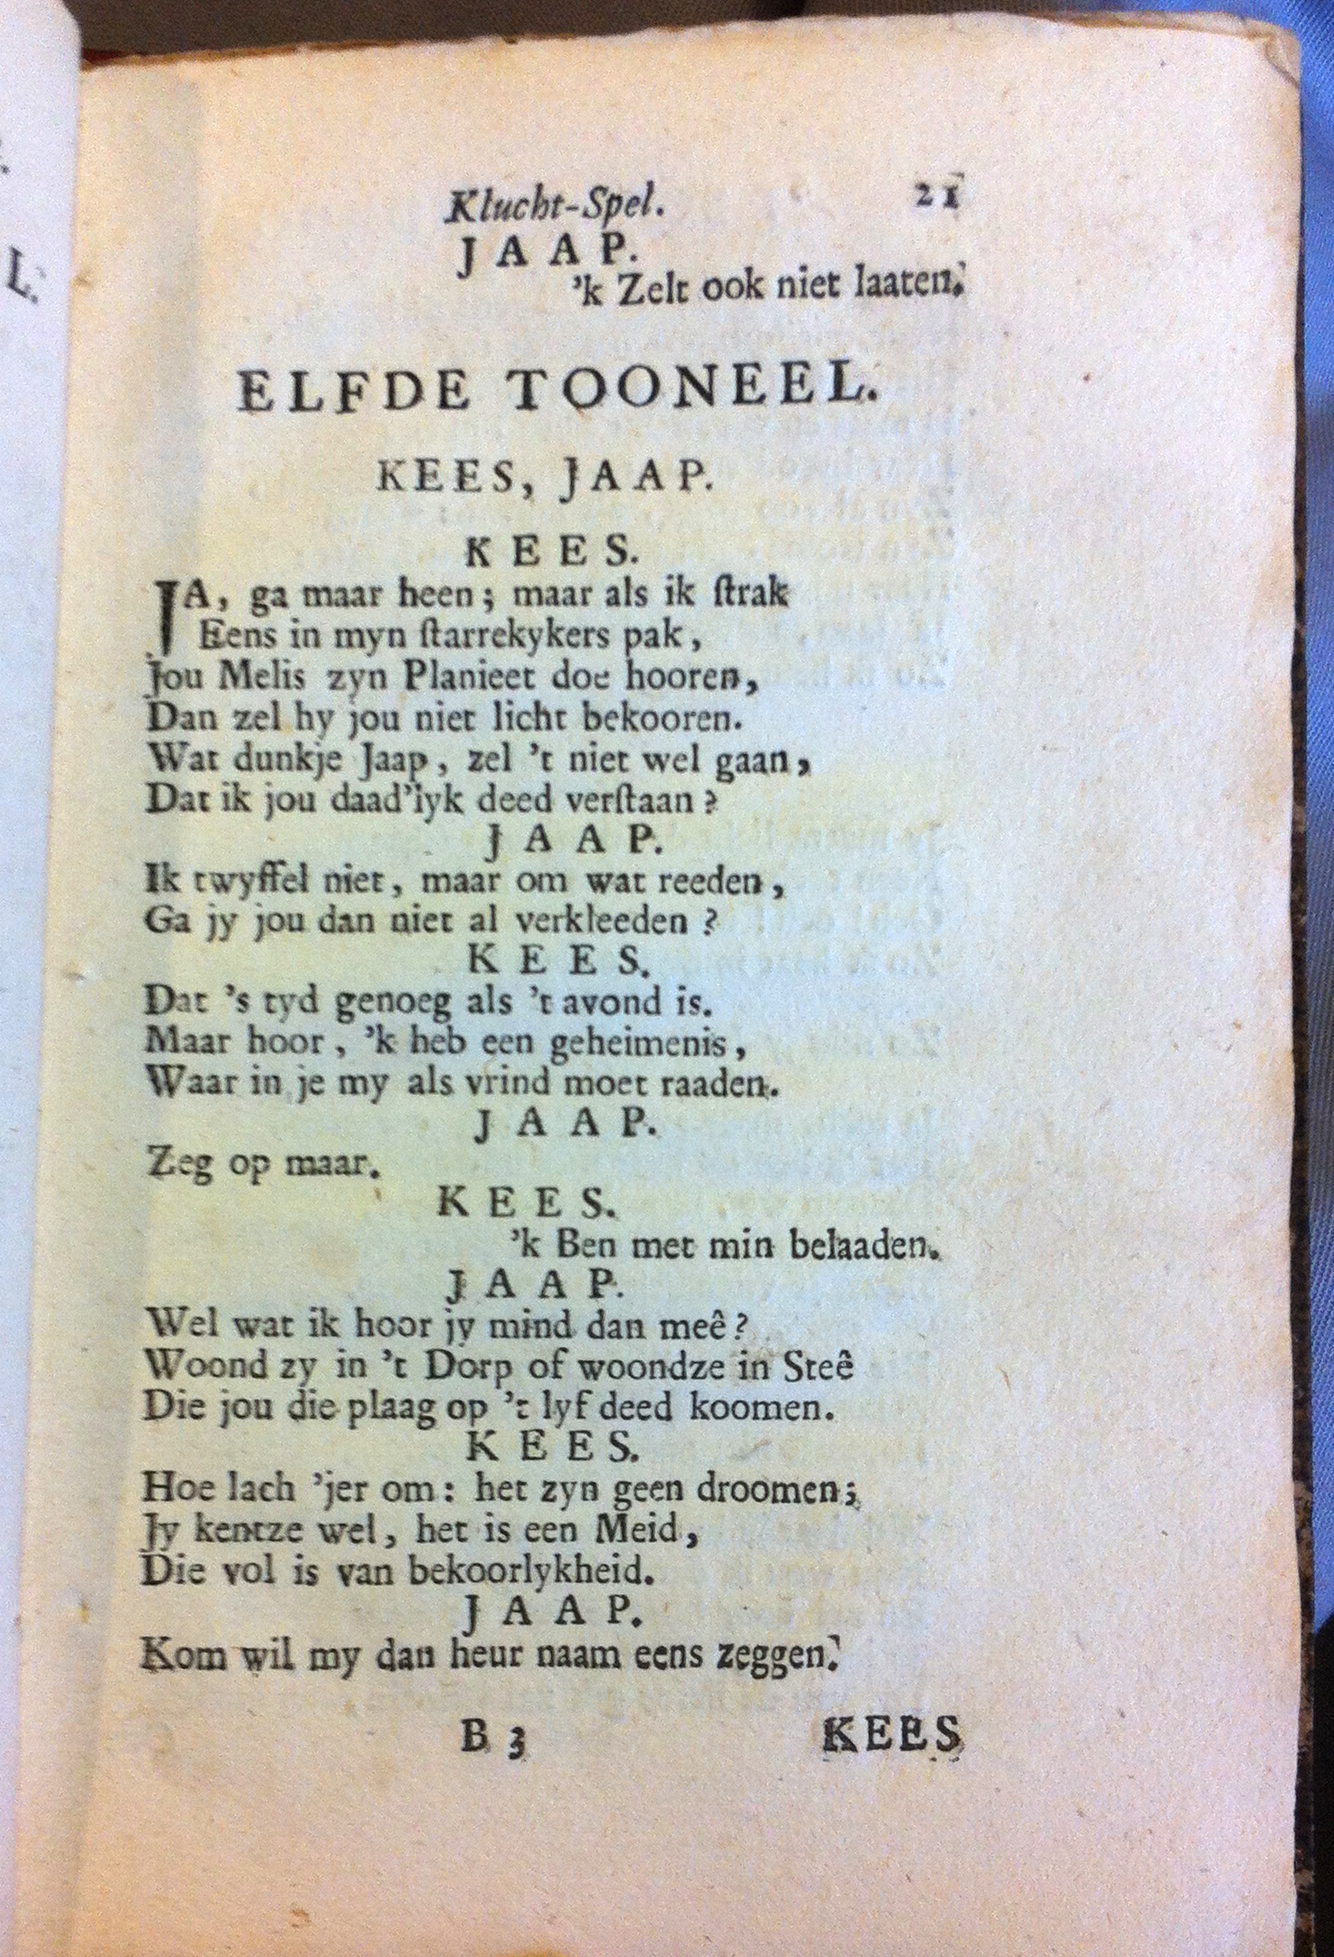 Klucht-Spel. 21
JAAP.
'k Zelt ook niet laaten.
ELFDE TOONEEL.
KEES, JAAP.
KEES.
JA, ga maar heen; maar als ik ſtrak
Eens in myn ſtarrekykers pak,
Jou Melis zyn Planieet doe hooren,
Dan zel hy jou niet licht bekooren.
Wat dunkje Jaap, zel 't niet wel gaan,
Dat ik jou daad'lyk deed verſtaan?
JAAP.
Ik twyffel niet, maar om wat reeden,
Ga jy jou dan niet al verkleeden?
KEES.
Dat 's tyd genoeg als 't avond is.
Maar hoor, 'k heb een geheimenis,
Waar in je my als vrind moet raaden.
JAAP.
Zeg op maar.
KEES.
'k Ben met min belaaden.
JAAP.
Wel wat ik hoor jy mind dan meê?
Woond zy in 't Dorp of woondze in Steê
Die jou die plaag op 't lyf deed koomen.
KEES.
Hoe lach 'jer om: het zyn geen droomen;
Jy kentze wel, het is een Meid,
Die vol is van bekoorlykheid.
JAAP.
Kom wil my dan heur naam eens zeggen.
B 3 KEES
L.